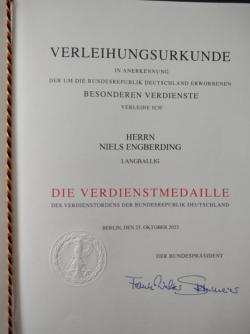 VERLEIHUNGSURKUNDE
IN ANERKENNUNG
DER UM DIE BUNDESREPUBLIK DEUTSCHLAND ERWORBENEN
BESONDEREN VERDIENSTE
VERLEIHE ICH
HERRN
NIELS ENGBERDING
LANGBALLIG
DIE VERDIENSTMEDAILLE
DES VERDIENSTORDENS DER BUNDESREPUBLIK DEUTSCHLAND
BERLIN, DEN 25. OKTOBER 2023
DER BUNDESPRÄSIDENT